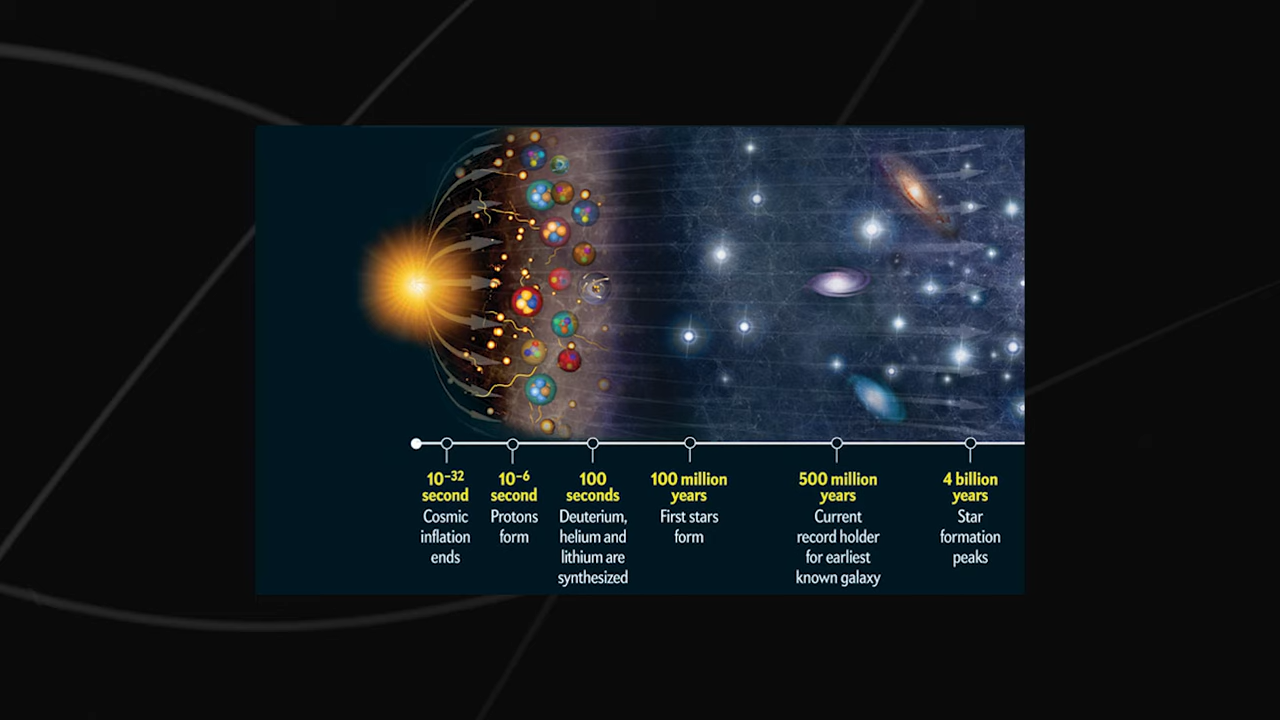 10⁻³²
second
Cosmic
inflation
ends
10⁻⁶
second
Protons
form
100
seconds
Deuterium,
helium and
lithium are
synthesized
100 million
years
First stars
form
500 million
years
Current
record holder
for earliest
known galaxy
4 billion
years
Star
formation
peaks